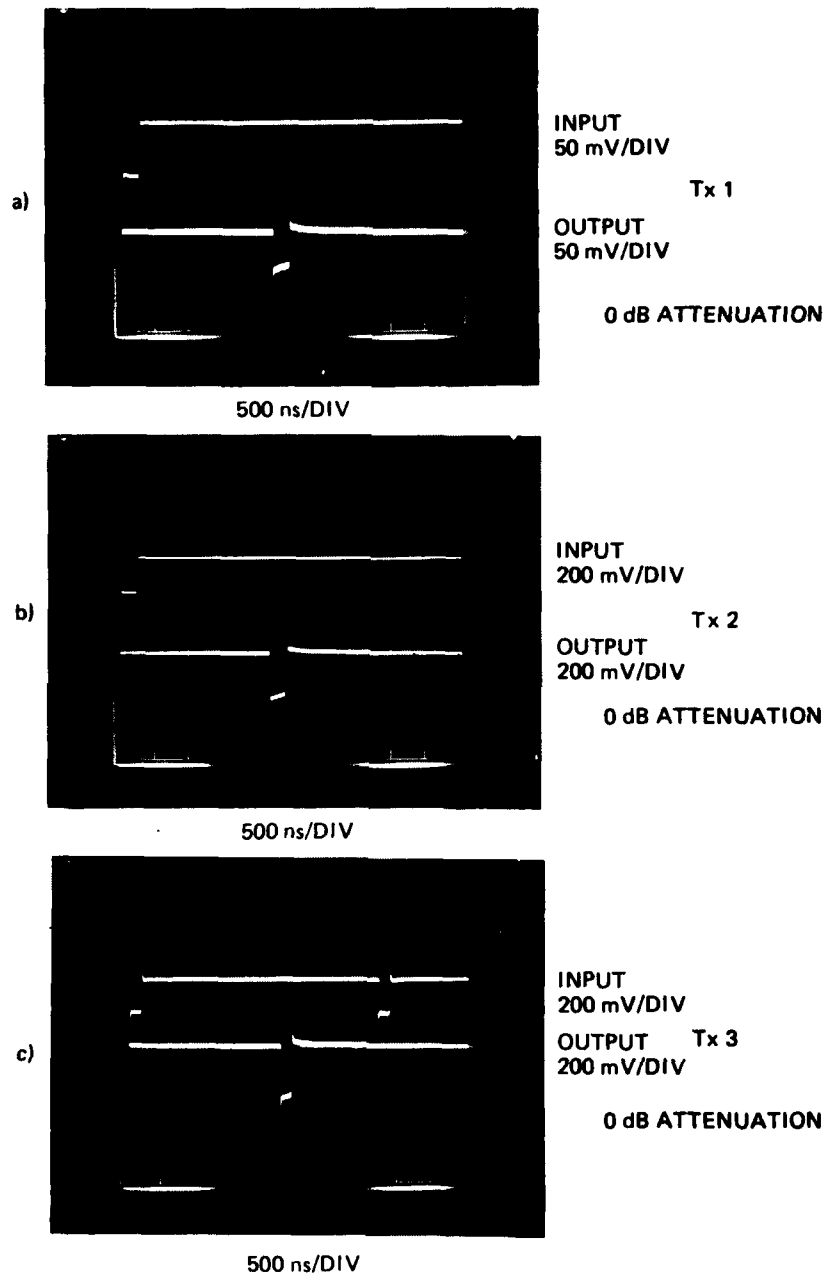 a)
INPUT
50 mV/DIV
Tx 1
OUTPUT
50 mV/DIV
0 dB ATTENUATION
500 ns/DIV
b)
INPUT
200 mV/DIV
Tx 2
OUTPUT
200 mV/DIV
0 dB ATTENUATION
500 ns/DIV
c)
INPUT
200 mV/DIV
OUTPUT Tx 3
200 mV/DIV
0 dB ATTENUATION
500 ns/DIV